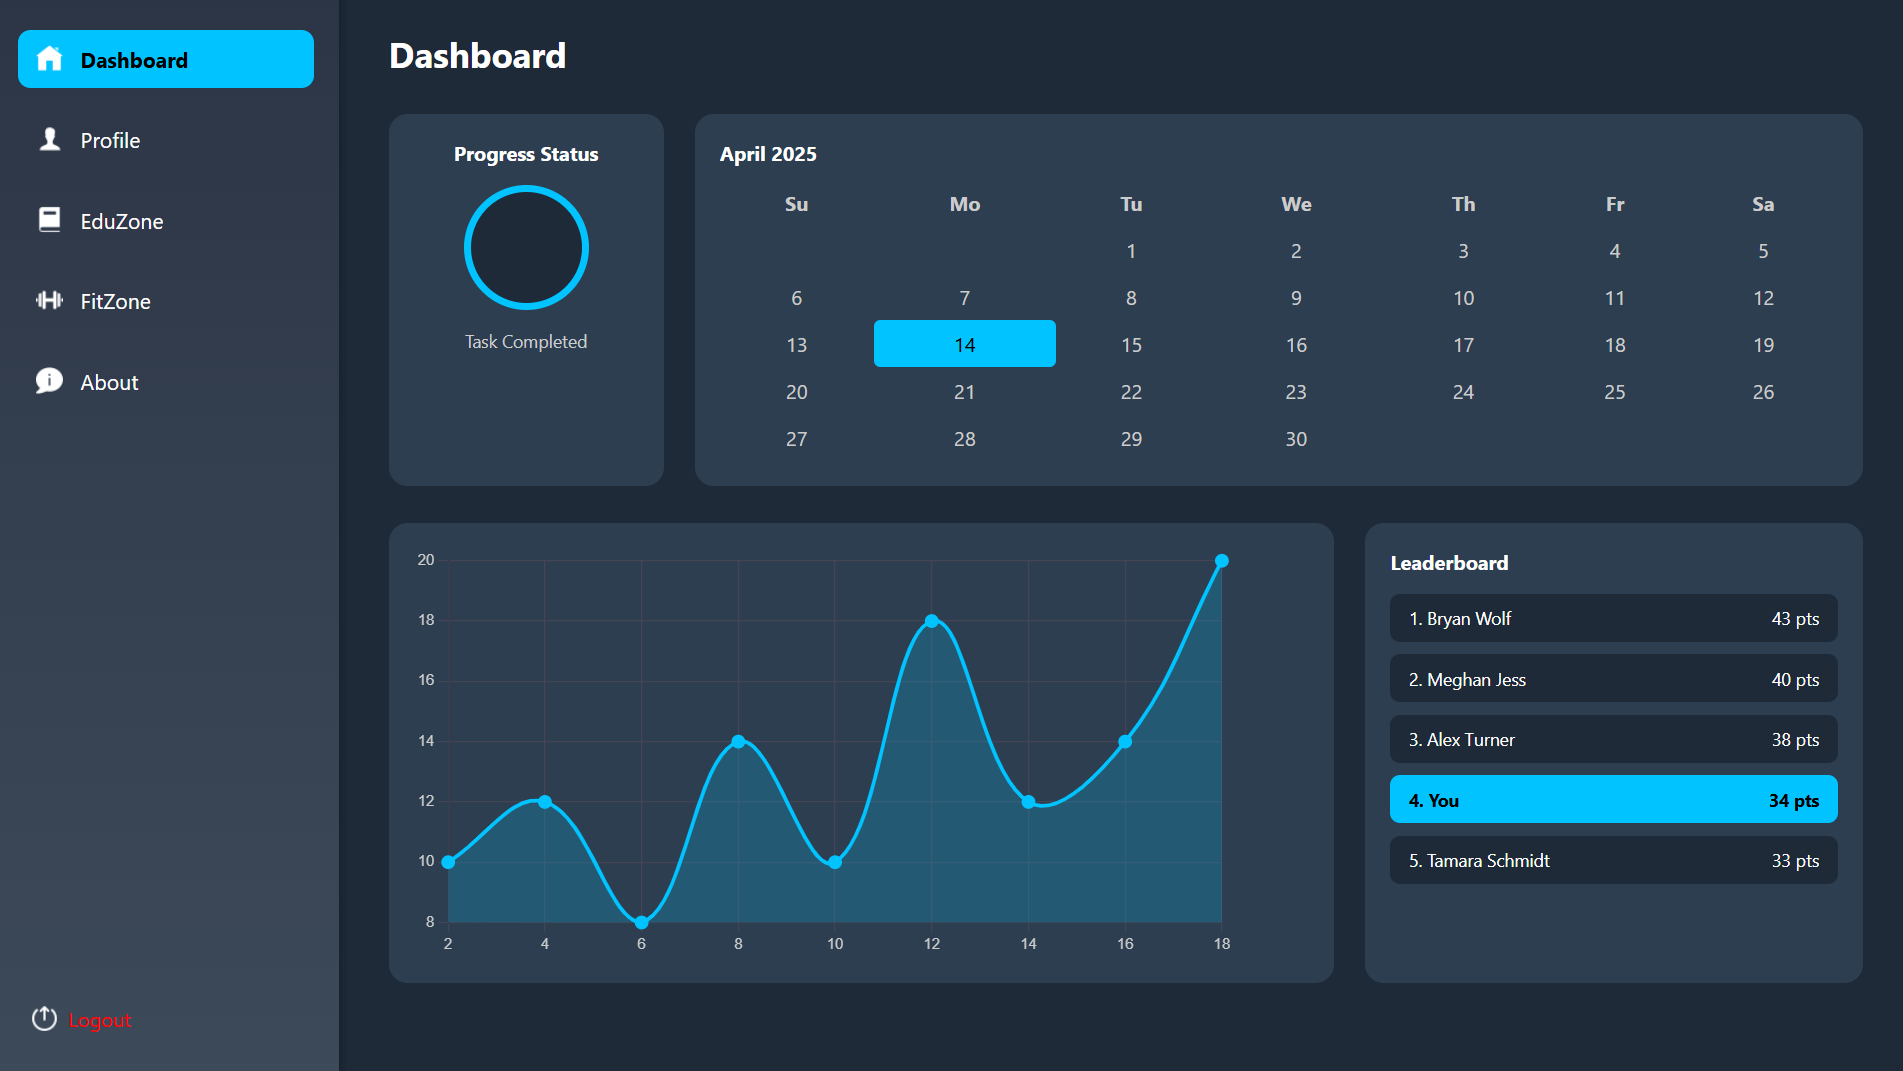 Dashboard
Profile
EduZone
FitZone
About
Logout
Dashboard
Progress Status
Task Completed
April 2025
Su Mo Tu We Th Fr Sa
1 2 3 4 5
6 7 8 9 10 11 12
13 14 15 16 17 18 19
20 21 22 23 24 25 26
27 28 29 30
20
18
16
14
12
10
8
2 4 6 8 10 12 14 16 18
Leaderboard
1. Bryan Wolf 43 pts
2. Meghan Jess 40 pts
3. Alex Turner 38 pts
4. You 34 pts
5. Tamara Schmidt 33 pts